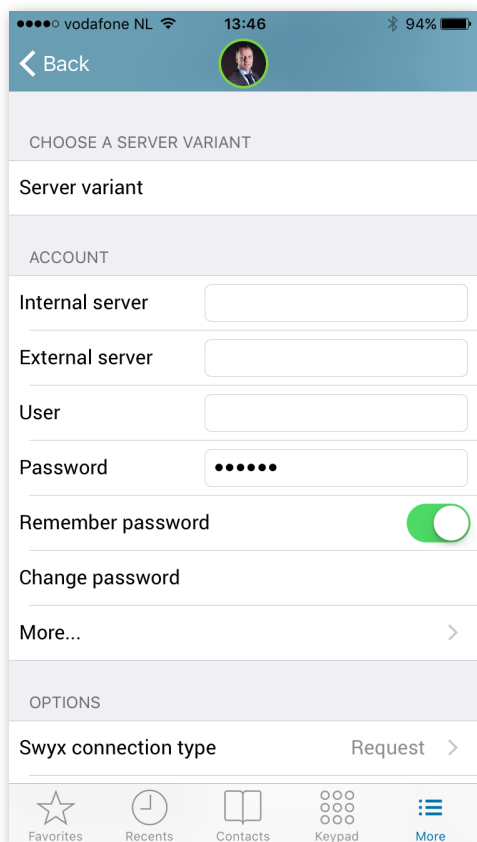 vodafone NL 13:46 94%
Back
CHOOSE A SERVER VARIANT
Server variant
ACCOUNT
Internal server
External server
User
Password ••••••
Remember password
Change password
More...
OPTIONS
Swyx connection type Request
Favorites Recents Contacts Keypad More